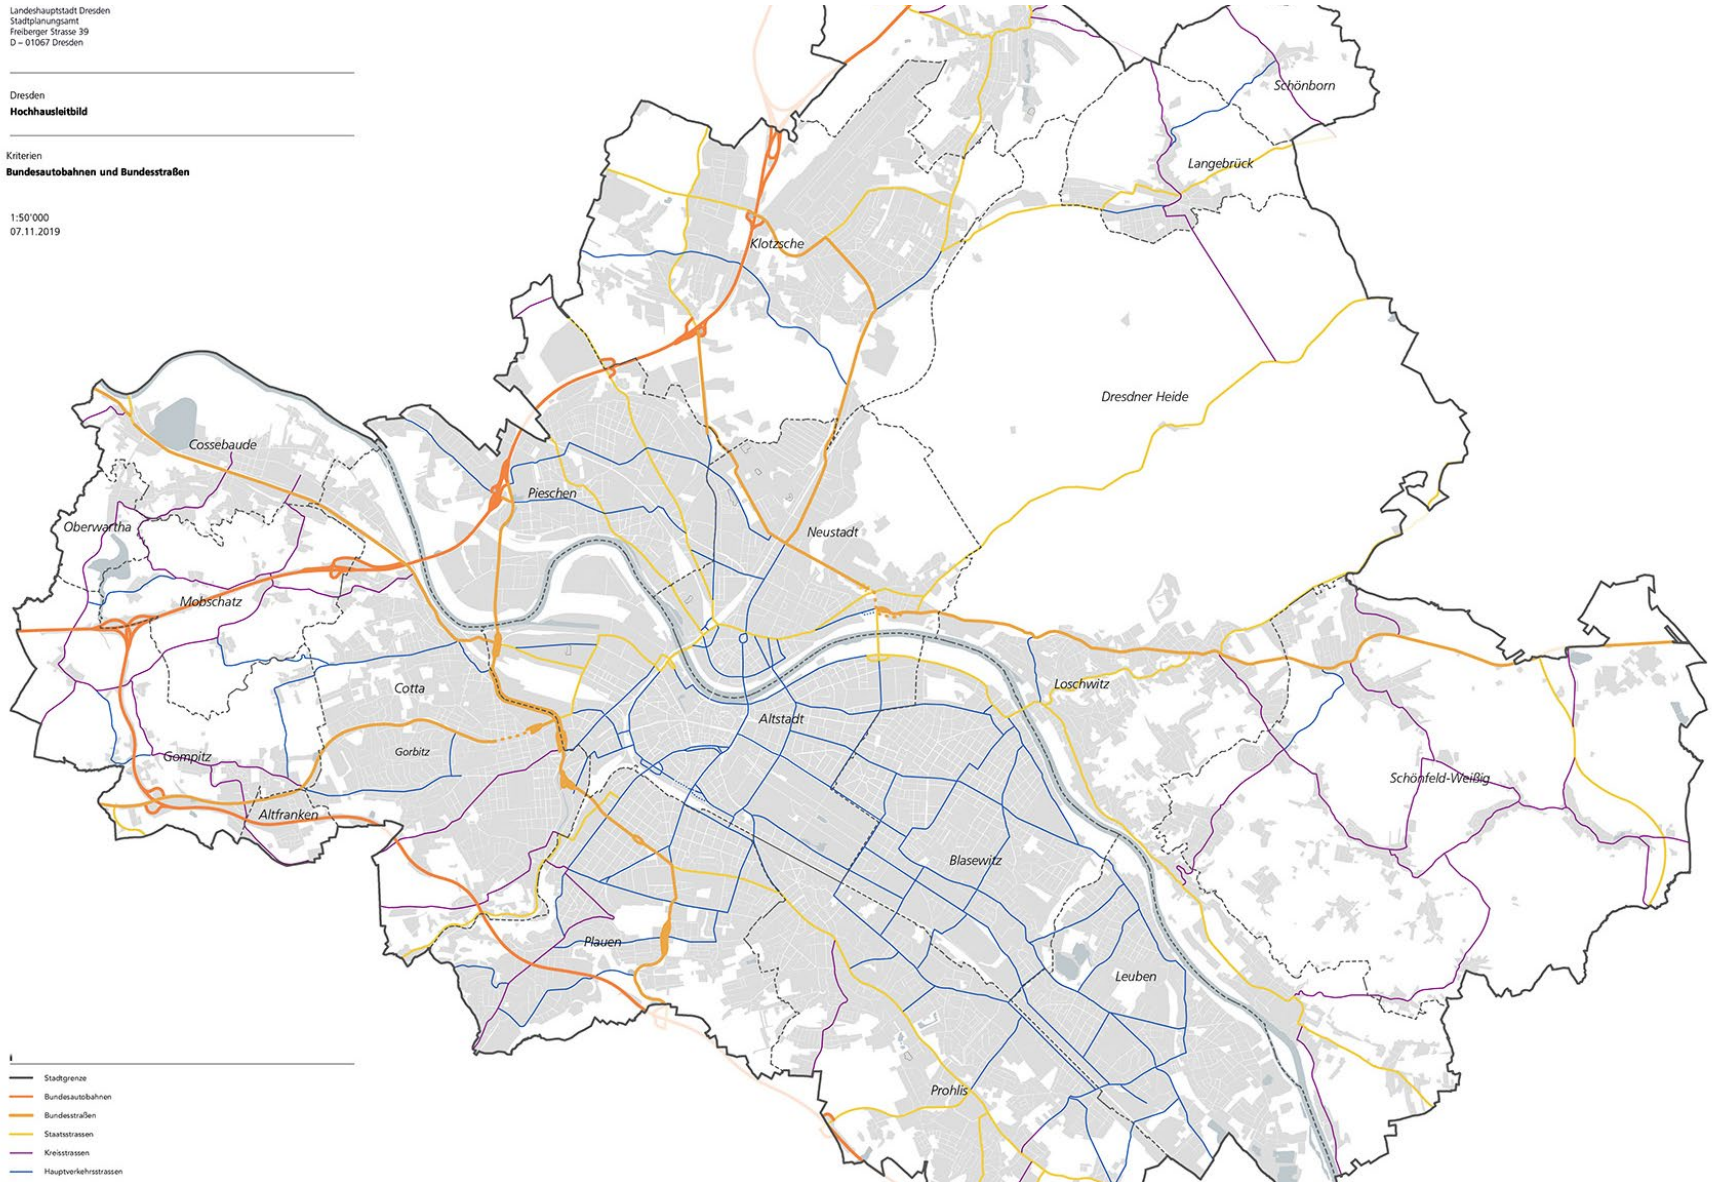 Landeshauptstadt Dresden
Stadtplanungsamt
Freiberger Strasse 39
D – 01067 Dresden
Dresden
Hochhausleitbild
Kriterien
Bundesautobahnen und Bundesstraßen
1:50'000
07.11.2019
Schönborn
Langebrück
Klotzsche
Dresdner Heide
Cossebaude
Pieschen
Oberwartha
Neustadt
Mobschatz
Cotta
Loschwitz
Altstadt
Gorbitz
Gompitz
Schönfeld-Weißig
Altfranken
Blasewitz
Plauen
Leuben
Prohlis
Stadtgrenze
Bundesautobahnen
Bundesstraßen
Staatsstrassen
Kreisstrassen
Hauptverkehrsstrassen